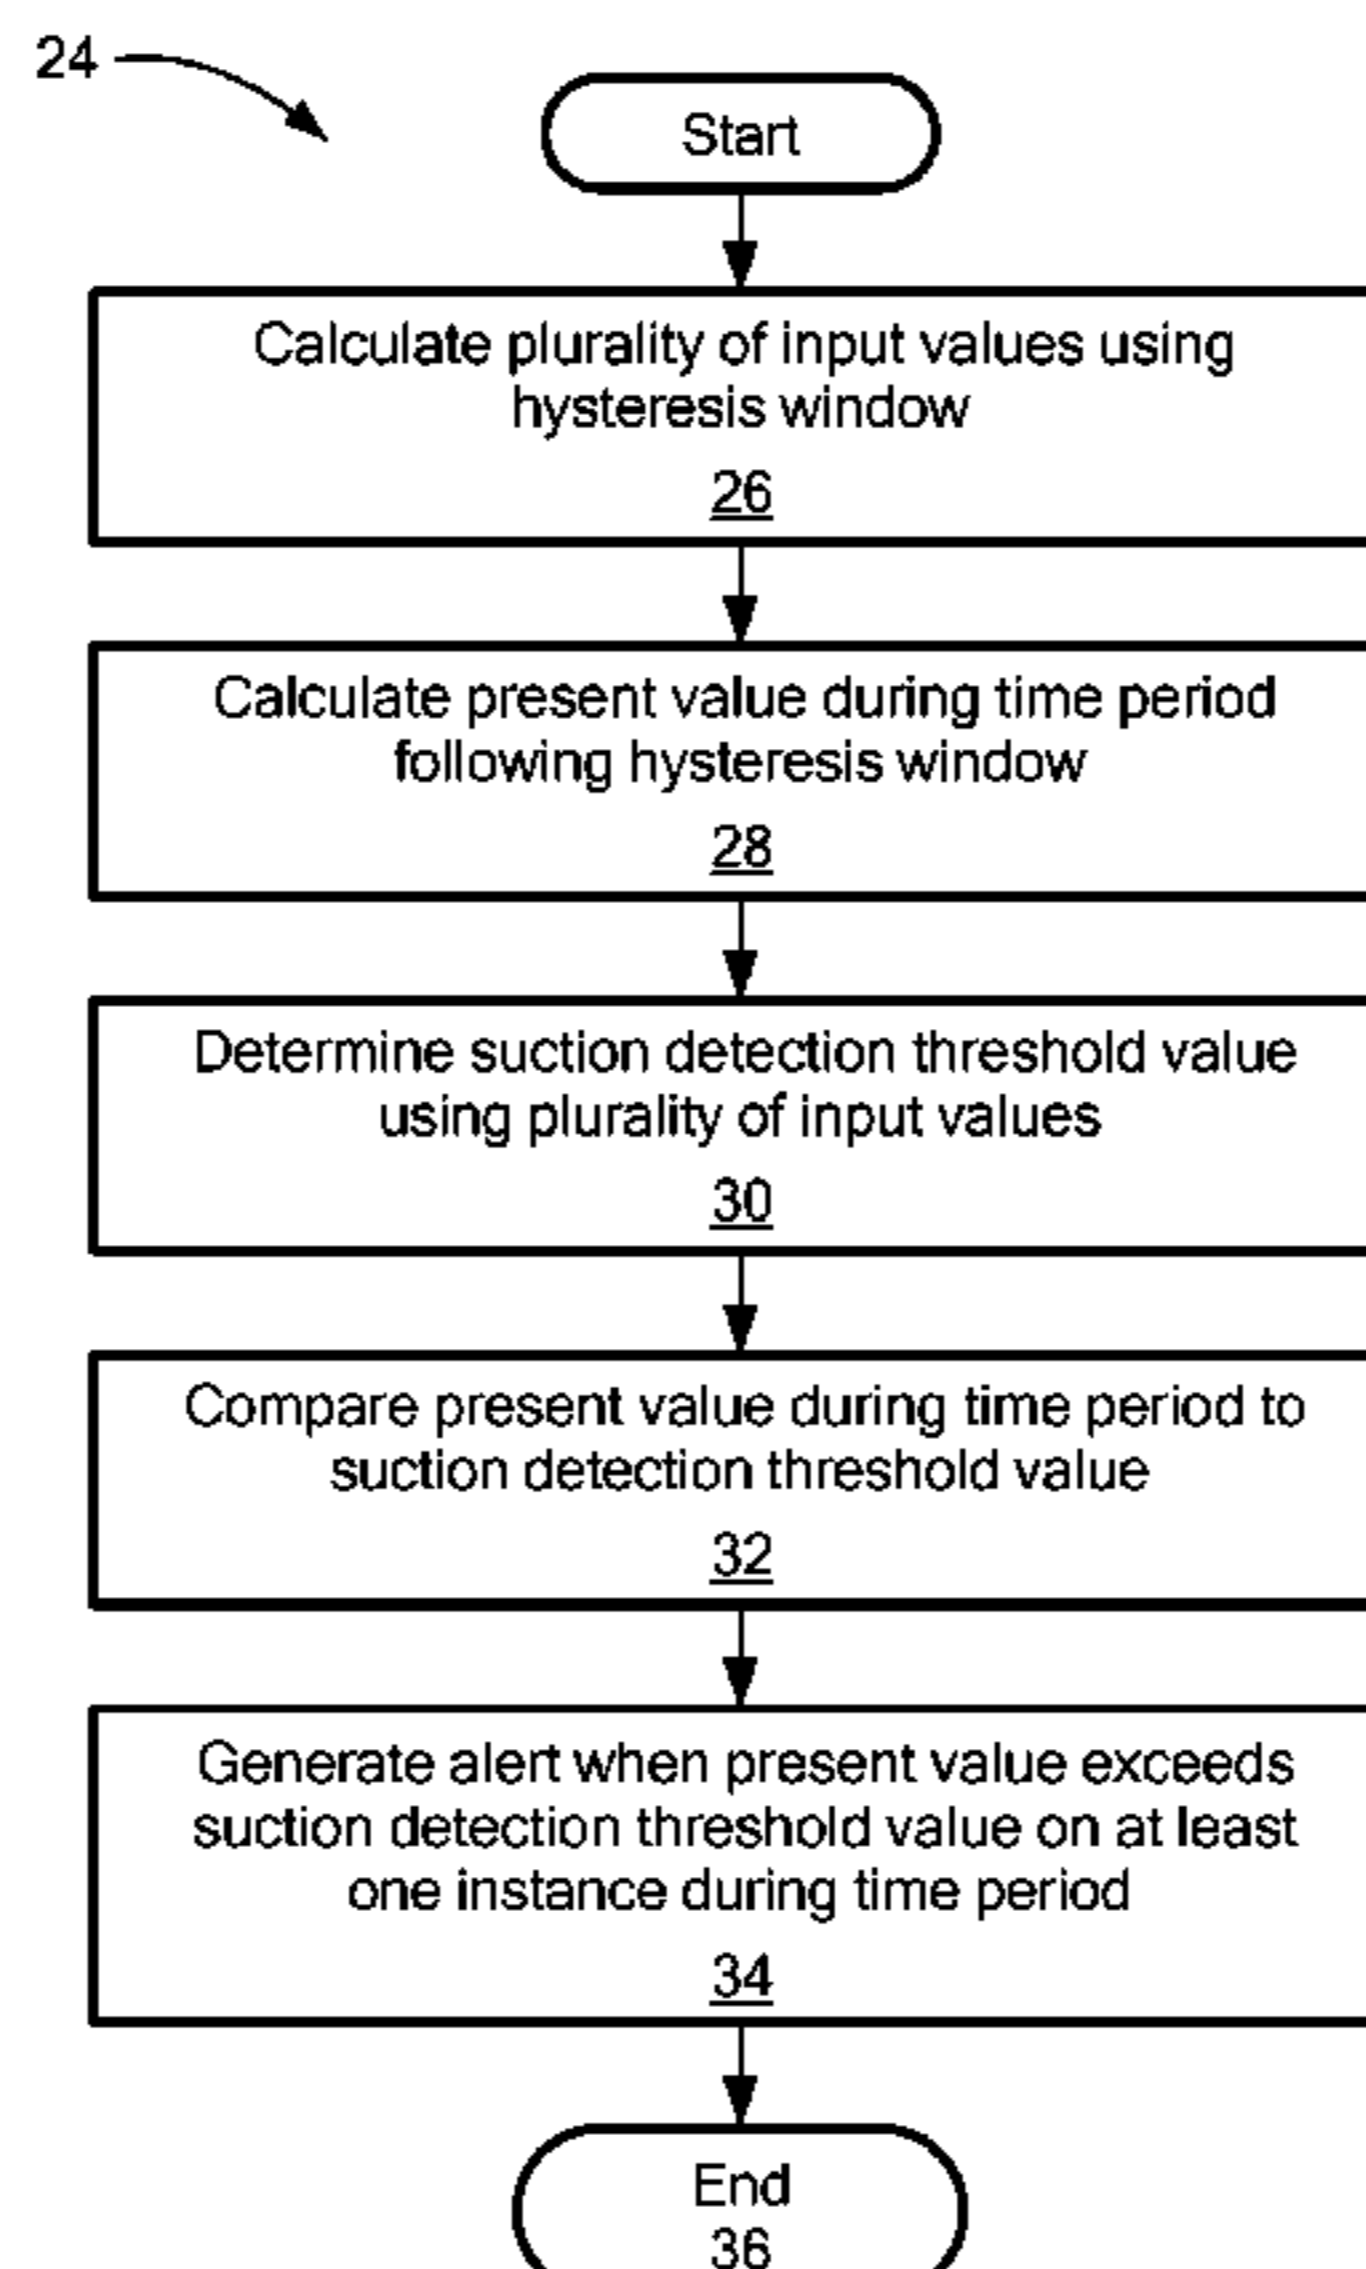 24
Start
Calculate plurality of input values using
hysteresis window
26
Calculate present value during time period
following hysteresis window
28
Determine suction detection threshold value
using plurality of input values
30
Compare present value during time period to
suction detection threshold value
32
Generate alert when present value exceeds
suction detection threshold value on at least
one instance during time period
34
End
36